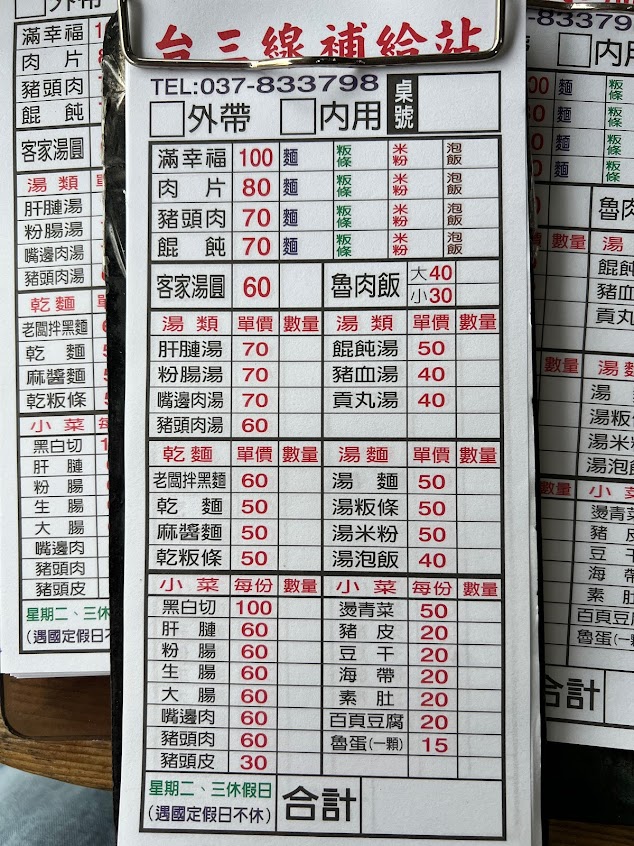 台三線補給站
TEL:037-833798
□外帶 □內用 桌號
滿幸福 100 麵 粄條 米粉 泡飯
肉片 80 麵 粄條 米粉 泡飯
豬頭肉 70 麵 粄條 米粉 泡飯
餛飩 70 麵 粄條 米粉 泡飯
客家湯圓 60 魯肉飯 大40 小30
湯類 單價 數量 湯類 單價 數量
肝腱湯 70 餛飩湯 50
粉腸湯 70 豬血湯 40
嘴邊肉湯 70 貢丸湯 40
豬頭肉湯 60
乾麵 單價 數量 湯麵 單價 數量
老闆拌黑麵 60 湯麵 50
乾麵 50 湯粄條 50
麻醬麵 50 湯米粉 50
乾粄條 50 湯泡飯 40
小菜 每份 數量 小菜 每份 數量
黑白切 100 燙青菜 50
肝腱 60 豬皮 20
粉腸 60 豆干 20
生腸 60 海帶 20
大腸 60 素肚 20
嘴邊肉 60 百頁豆腐 20
豬頭肉 60 魯蛋(一顆) 15
豬頭皮 30
星期二、三休假日
(遇國定假日不休)
合計